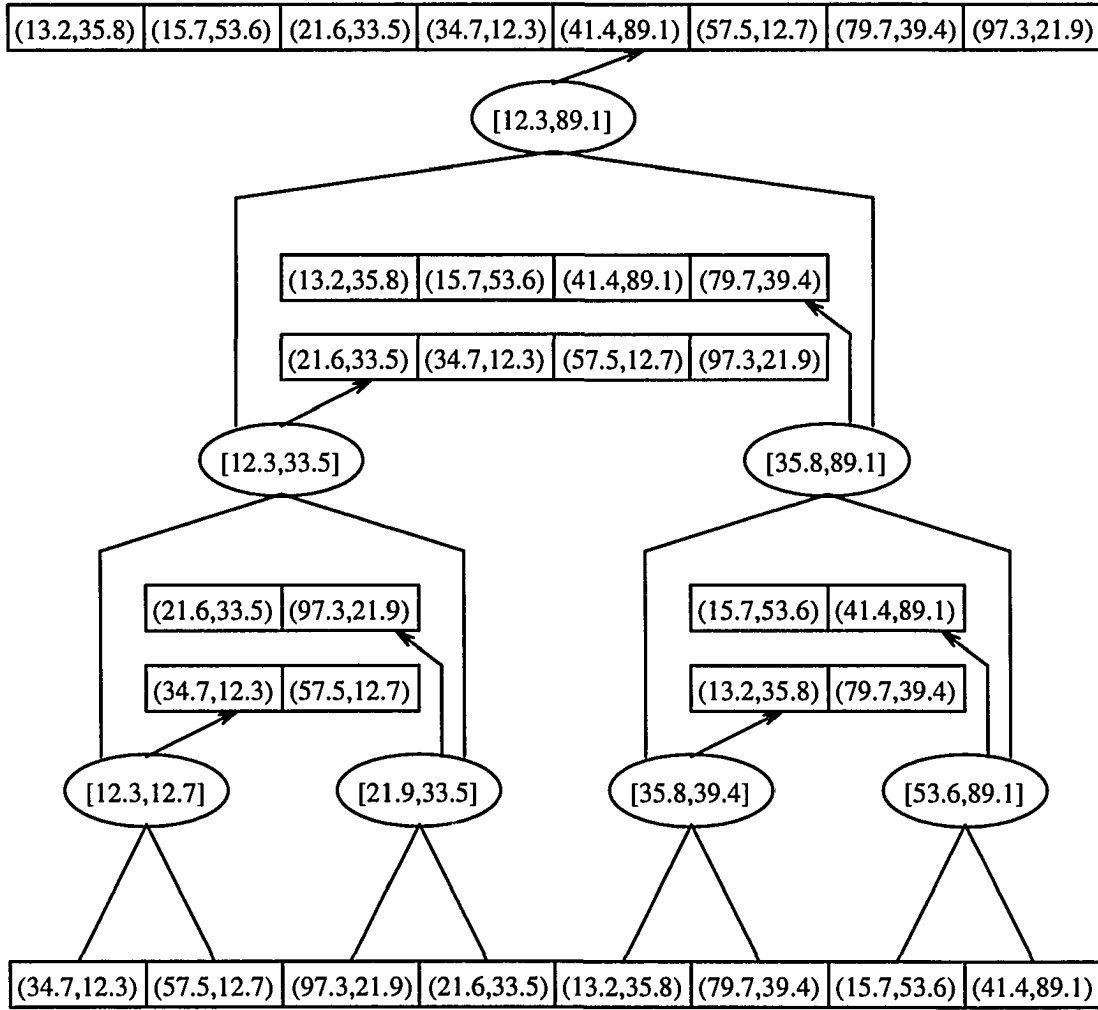 (13.2,35.8) (15.7,53.6) (21.6,33.5) (34.7,12.3) (41.4,89.1) (57.5,12.7) (79.7,39.4) (97.3,21.9)
[12.3,89.1]
(13.2,35.8) (15.7,53.6) (41.4,89.1) (79.7,39.4)
(21.6,33.5) (34.7,12.3) (57.5,12.7) (97.3,21.9)
[12.3,33.5] [35.8,89.1]
(21.6,33.5) (97.3,21.9) (15.7,53.6) (41.4,89.1)
(34.7,12.3) (57.5,12.7) (13.2,35.8) (79.7,39.4)
[12.3,12.7] [21.9,33.5] [35.8,39.4] [53.6,89.1]
(34.7,12.3) (57.5,12.7) (97.3,21.9) (21.6,33.5) (13.2,35.8) (79.7,39.4) (15.7,53.6) (41.4,89.1)